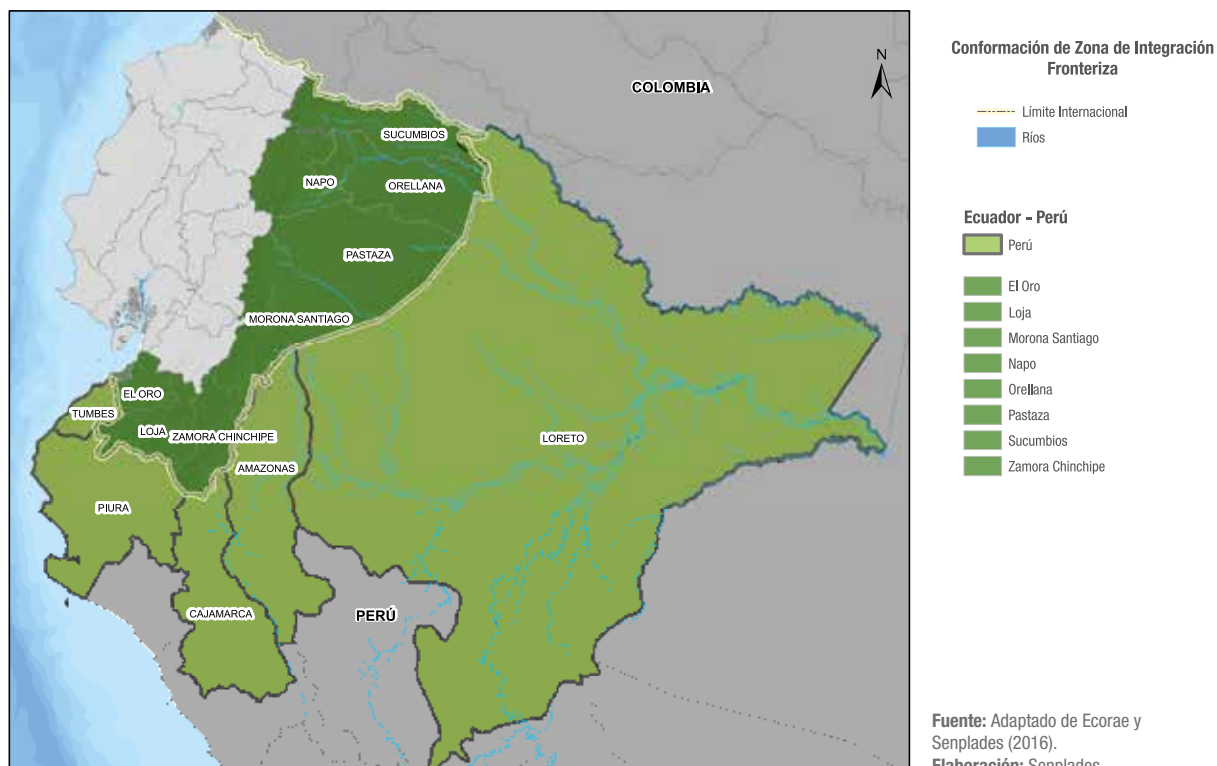 COLOMBIA
N
SUCUMBIOS
NAPO
ORELLANA
PASTAZA
MORONA SANTIAGO
EL ORO
TUMBES
LOJA
ZAMORA CHINCHIPE
LORETO
AMAZONAS
PIURA
CAJAMARCA
PERÚ
Conformación de Zona de Integración
Fronteriza
Límite Internacional
Ríos
Ecuador - Perú
Perú
El Oro
Loja
Morona Santiago
Napo
Orellana
Pastaza
Sucumbios
Zamora Chinchipe
Fuente: Adaptado de Ecorae y
Senplades (2016).
Elaboración: Senplades